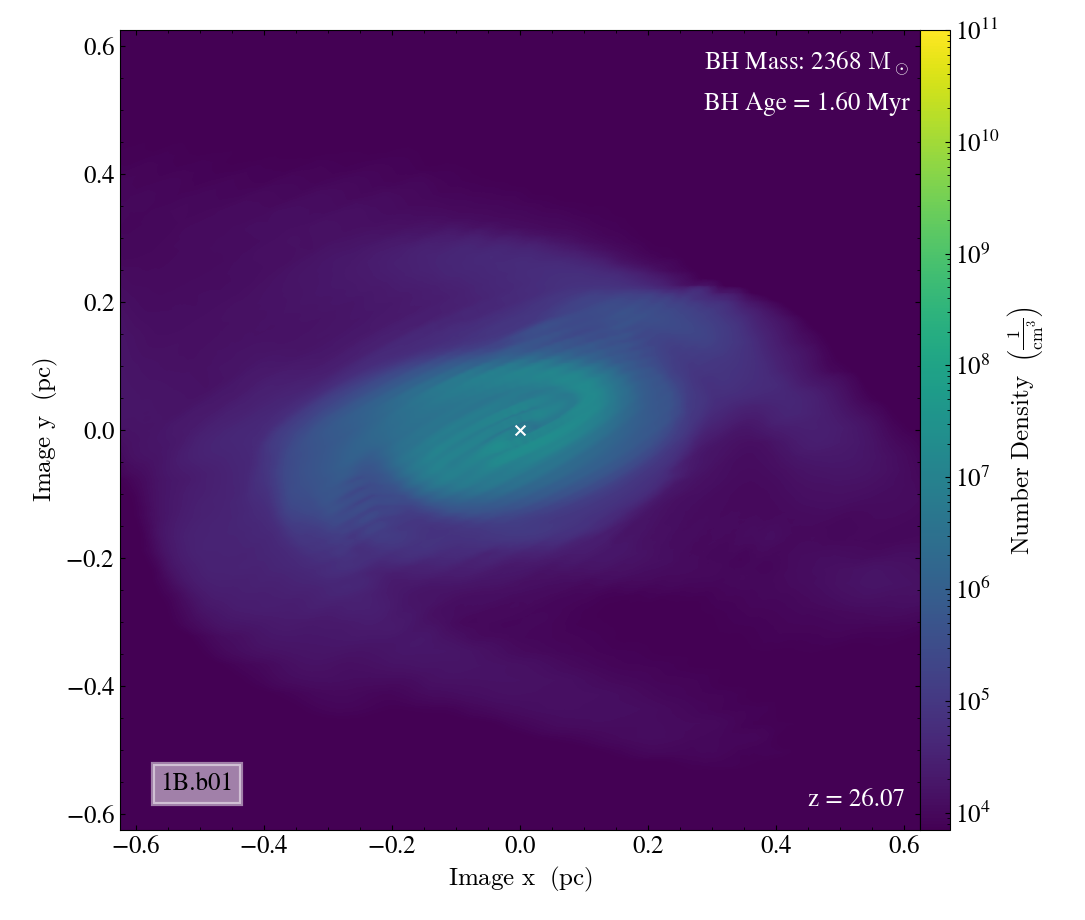 BH Mass: 2368 M⊙
BH Age = 1.60 Myr
1B.b01
z = 26.07
0.6
0.4
0.2
0.0
−0.2
−0.4
−0.6
Image y (pc)
−0.6 −0.4 −0.2 0.0 0.2 0.4 0.6
Image x (pc)
10¹¹
10¹⁰
10⁹
10⁸
10⁷
10⁶
10⁵
10⁴
Number Density (1/cm³)